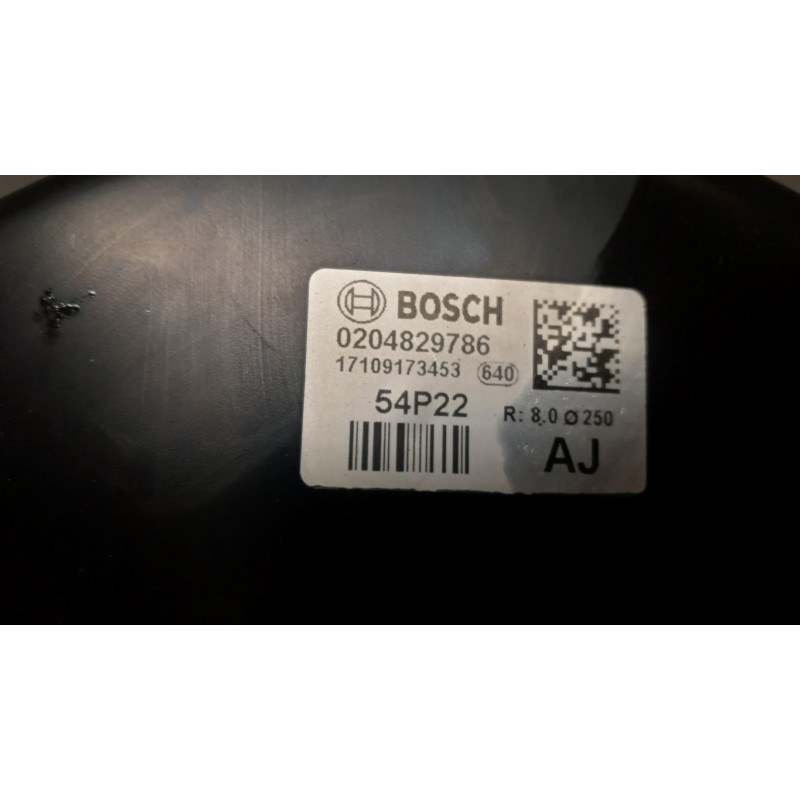 BOSCH
0204829786
17109173453 640
54P22 R: 8.0 Ø 250
AJ